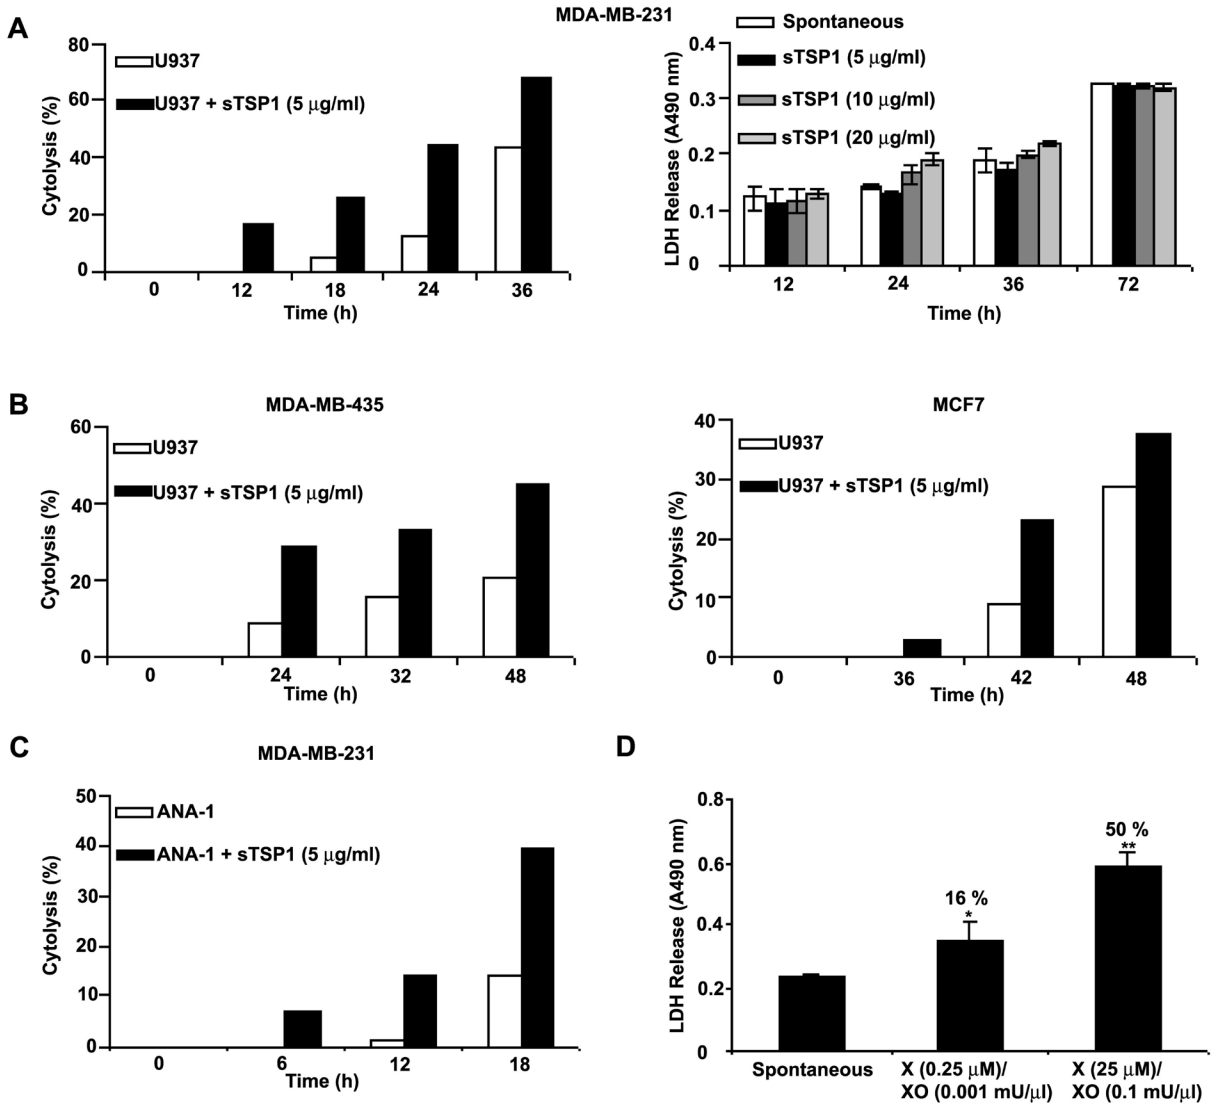 A
MDA-MB-231
80
60
40
20
0
Cytolysis (%)
U937
U937 + sTSP1 (5 μg/ml)
0 12 18 24 36
Time (h)
0.4
0.3
0.2
0.1
0
LDH Release (A490 nm)
Spontaneous
sTSP1 (5 μg/ml)
sTSP1 (10 μg/ml)
sTSP1 (20 μg/ml)
12 24 36 72
Time (h)
B
MDA-MB-435
60
40
20
0
Cytolysis (%)
U937
U937 + sTSP1 (5 μg/ml)
0 24 32 48
Time (h)
MCF7
40
30
20
10
0
Cytolysis (%)
U937
U937 + sTSP1 (5 μg/ml)
0 36 42 48
Time (h)
C
MDA-MB-231
50
40
30
20
10
0
Cytolysis (%)
ANA-1
ANA-1 + sTSP1 (5 μg/ml)
0 6 12 18
Time (h)
D
0.8
0.6
0.4
0.2
0
LDH Release (A490 nm)
16 %
*
50 %
**
Spontaneous
X (0.25 μM)/
XO (0.001 mU/μl)
X (25 μM)/
XO (0.1 mU/μl)